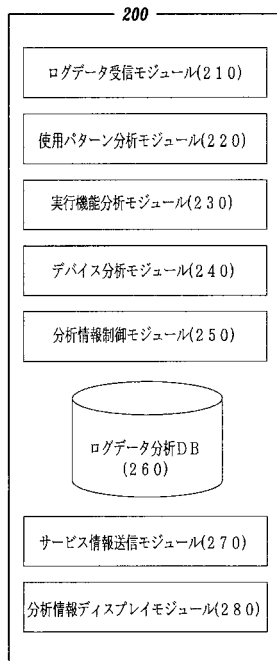 200
ログデータ受信モジュール(210)
使用パターン分析モジュール(220)
実行機能分析モジュール(230)
デバイス分析モジュール(240)
分析情報制御モジュール(250)
ログデータ分析DB
(260)
サービス情報送信モジュール(270)
分析情報ディスプレイモジュール(280)